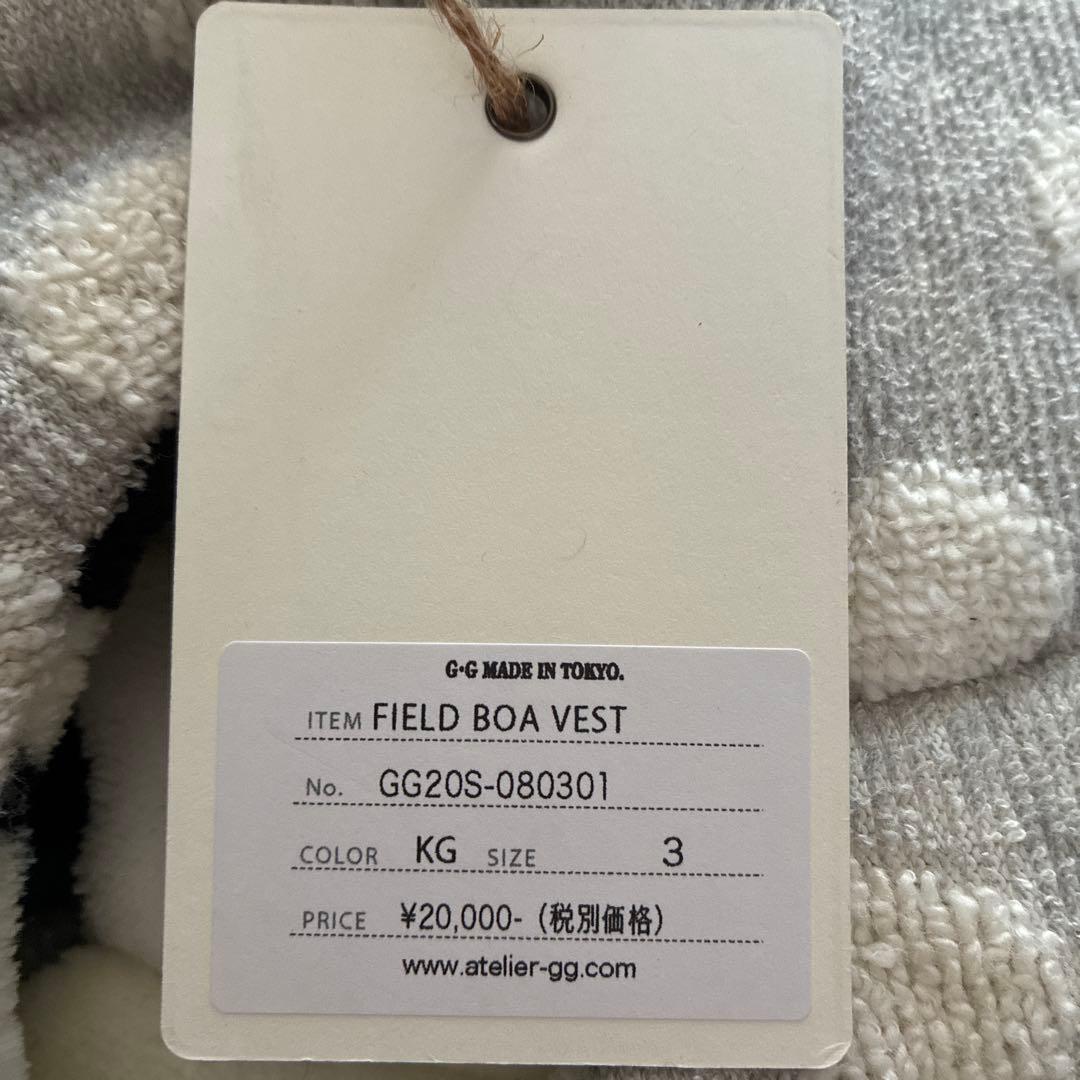 G•G MADE IN TOKYO.
ITEM FIELD BOA VEST
No. GG20S-080301
COLOR KG SIZE 3
PRICE ¥20,000-（税別価格）
www.atelier-gg.com